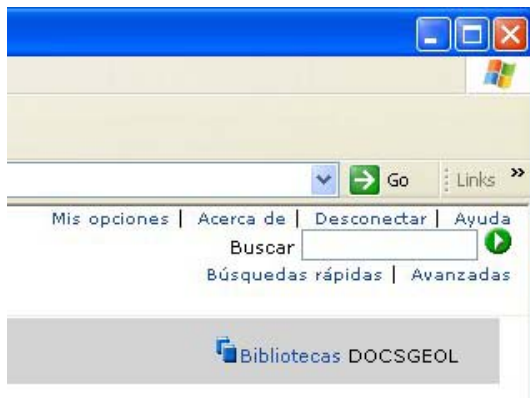 Go Links »
Mis opciones | Acerca de | Desconectar | Ayuda
Buscar
Búsquedas rápidas | Avanzadas
Bibliotecas DOCSGEOL